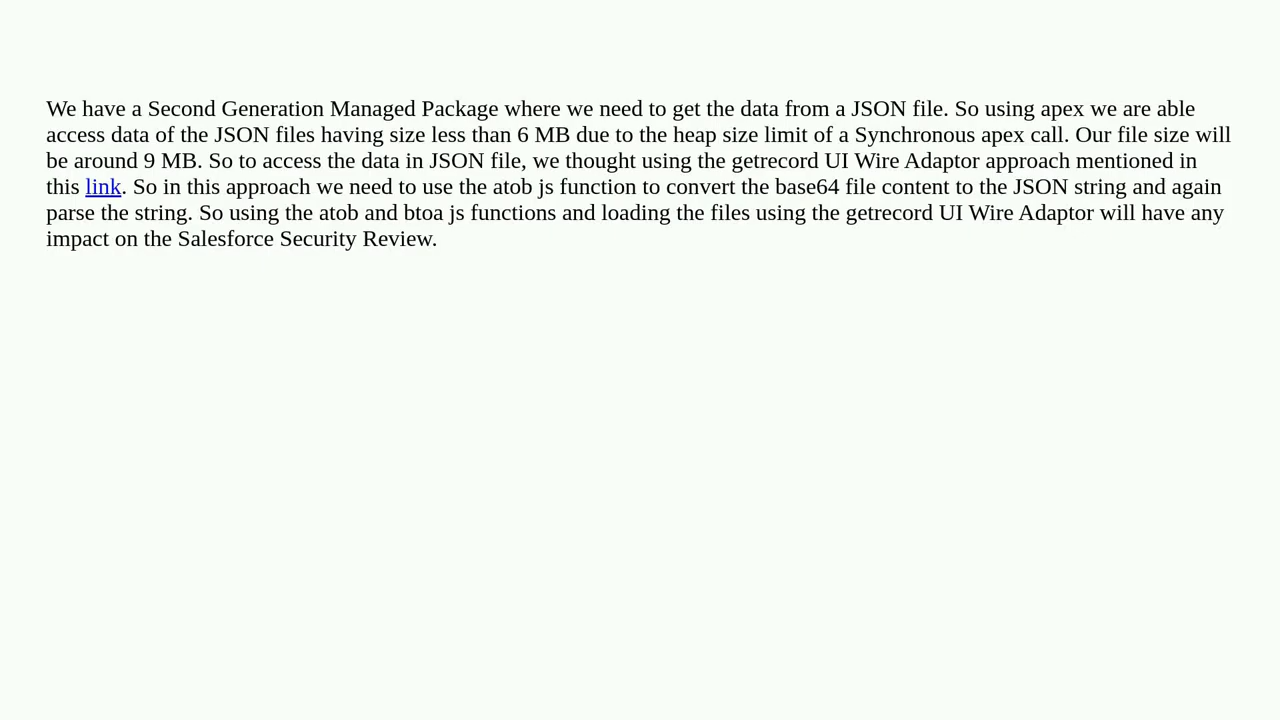 We have a Second Generation Managed Package where we need to get the data from a JSON file. So using apex we are able
access data of the JSON files having size less than 6 MB due to the heap size limit of a Synchronous apex call. Our file size will
be around 9 MB. So to access the data in JSON file, we thought using the getrecord UI Wire Adaptor approach mentioned in
this link. So in this approach we need to use the atob js function to convert the base64 file content to the JSON string and again
parse the string. So using the atob and btoa js functions and loading the files using the getrecord UI Wire Adaptor will have any
impact on the Salesforce Security Review.